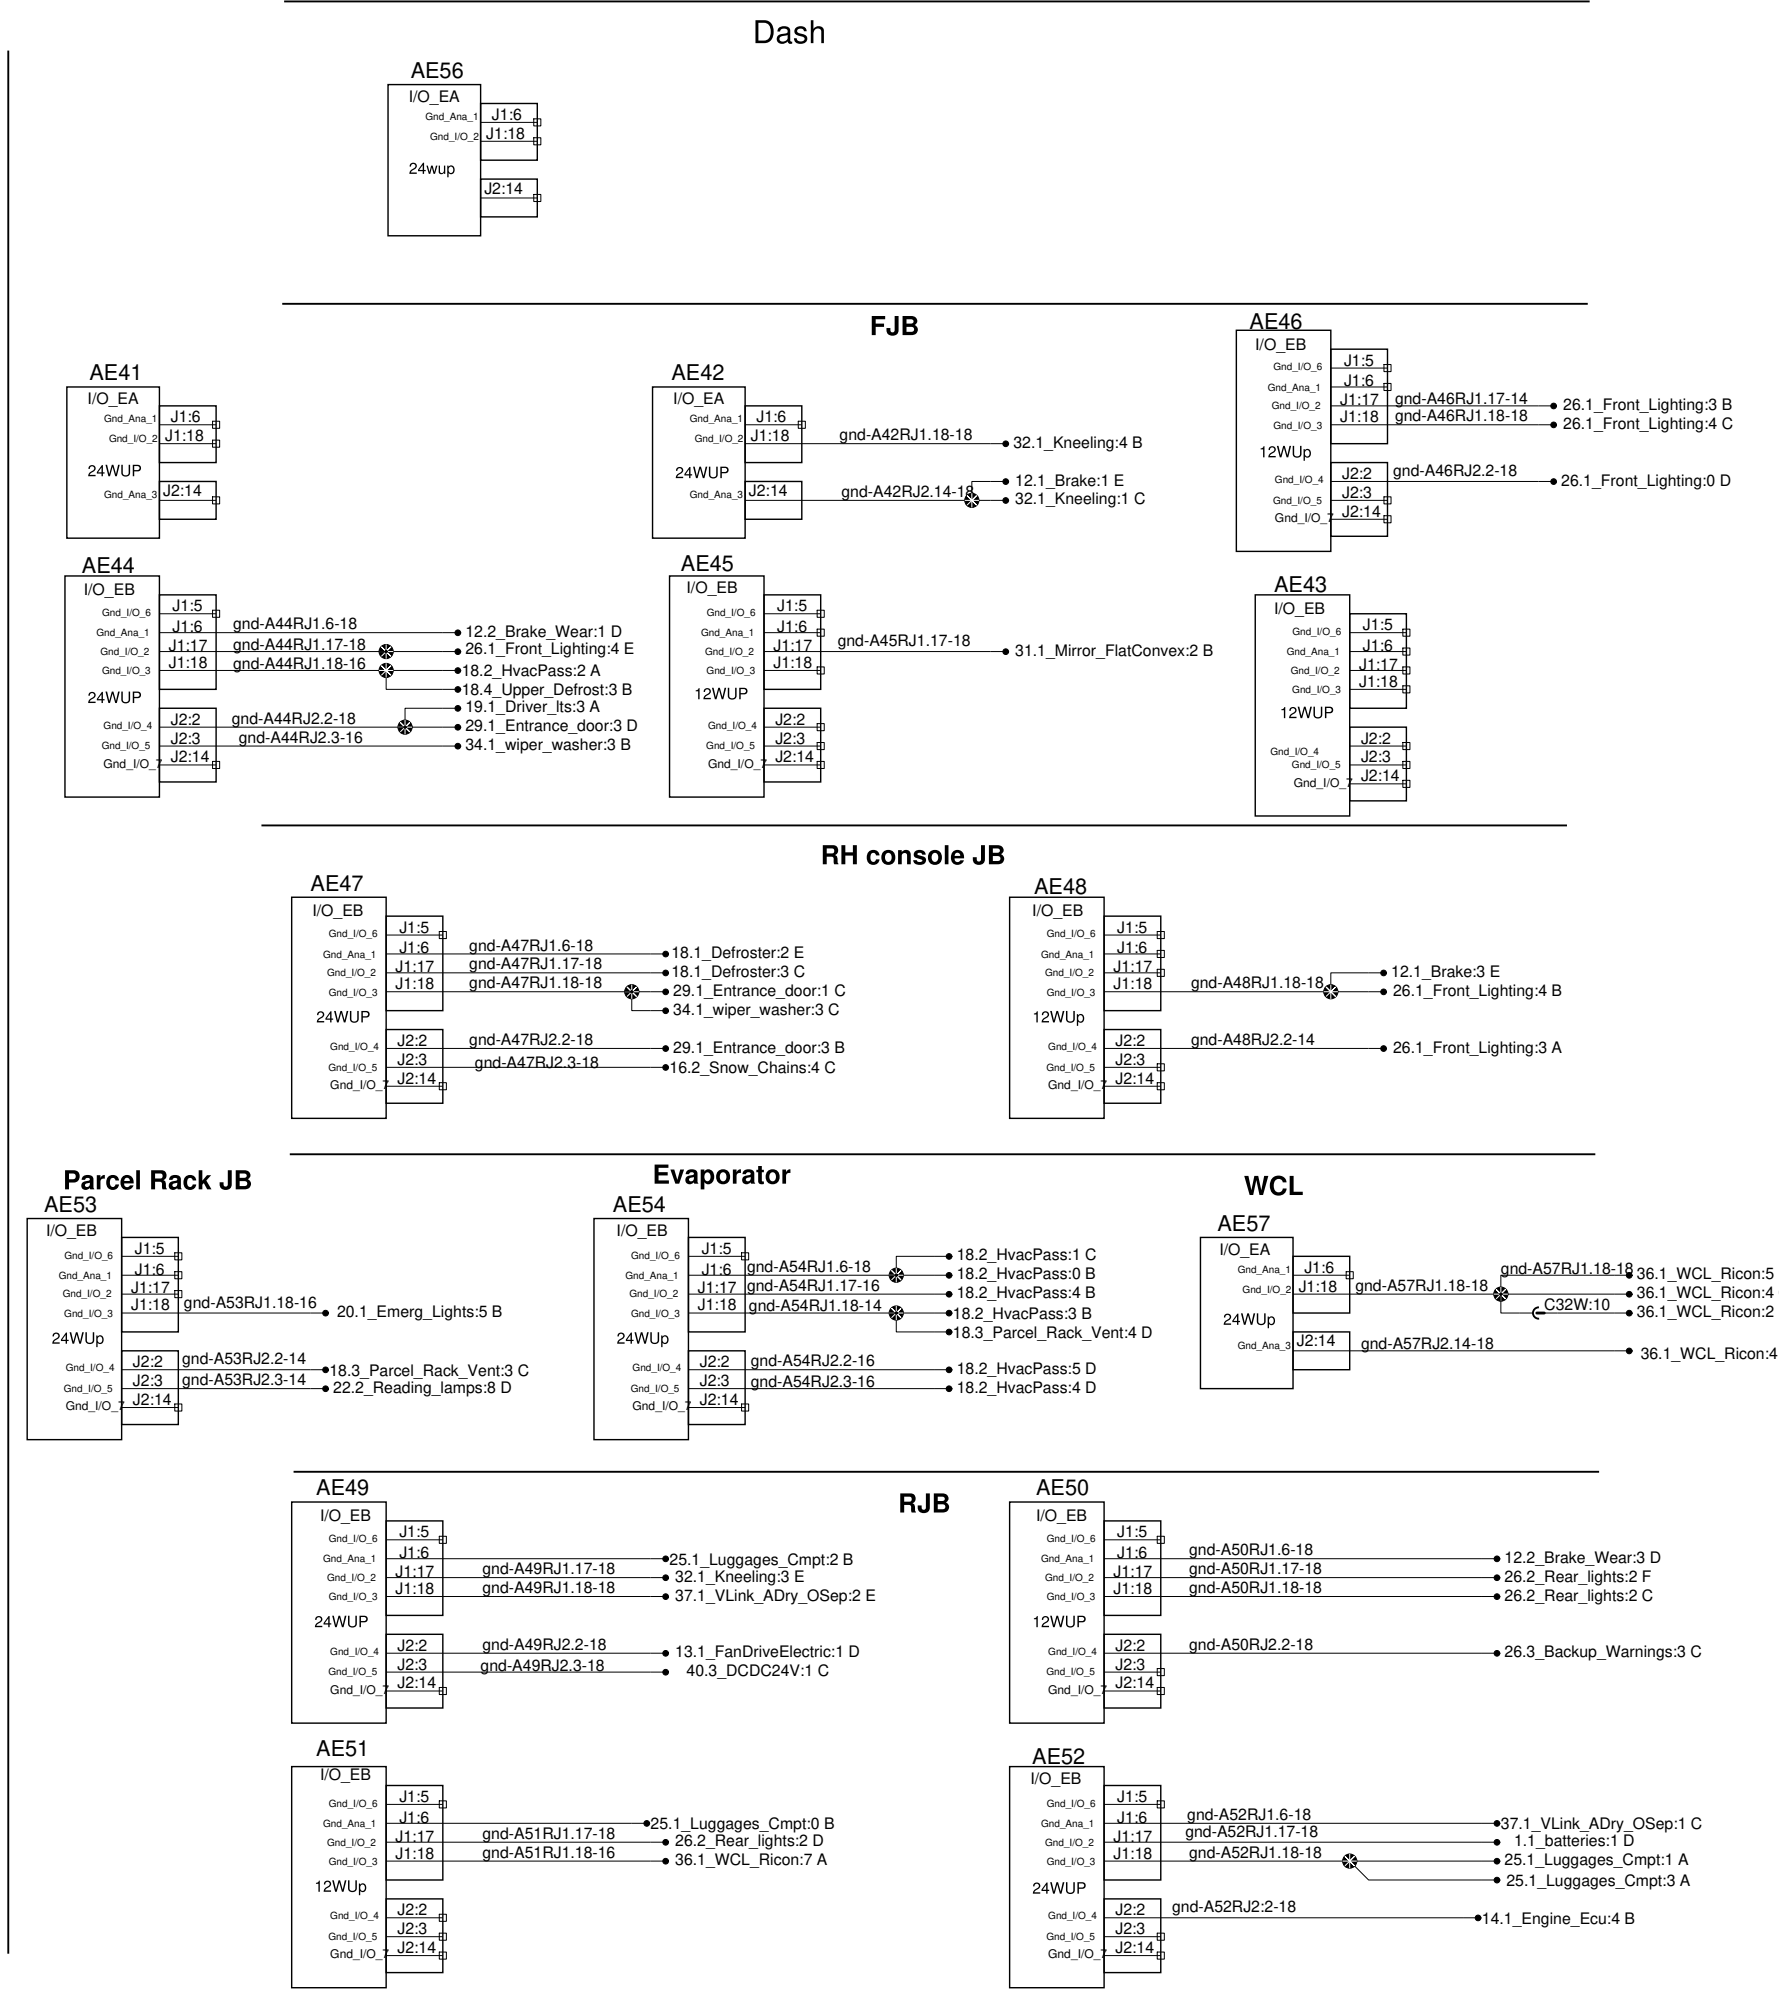 Dash
AE56
I/O_EA
Gnd_Ana_1 J1:6
Gnd_I/O_2 J1:18
24wup
J2:14
FJB
AE41
I/O_EA
Gnd_Ana_1 J1:6
Gnd_I/O_2 J1:18
24WUP
Gnd_Ana_3 J2:14
AE42
I/O_EA
Gnd_Ana_1 J1:6
Gnd_I/O_2 J1:18 gnd-A42RJ1.18-18 32.1_Kneeling:4 B
24WUP
12.1_Brake:1 E
Gnd_Ana_3 J2:14 gnd-A42RJ2.14-18 32.1_Kneeling:1 C
AE46
I/O_EB
Gnd_I/O_6 J1:5
Gnd_Ana_1 J1:6
Gnd_I/O_2 J1:17 gnd-A46RJ1.17-14 26.1_Front_Lighting:3 B
Gnd_I/O_3 J1:18 gnd-A46RJ1.18-18 26.1_Front_Lighting:4 C
12WUp
Gnd_I/O_4 J2:2 gnd-A46RJ2.2-18 26.1_Front_Lighting:0 D
Gnd_I/O_5 J2:3
Gnd_I/O_7 J2:14
AE44
I/O_EB
Gnd_I/O_6 J1:5
Gnd_Ana_1 J1:6 gnd-A44RJ1.6-18 12.2_Brake_Wear:1 D
Gnd_I/O_2 J1:17 gnd-A44RJ1.17-18 26.1_Front_Lighting:4 E
Gnd_I/O_3 J1:18 gnd-A44RJ1.18-16 18.2_HvacPass:2 A
24WUP 18.4_Upper_Defrost:3 B
19.1_Driver_lts:3 A
Gnd_I/O_4 J2:2 gnd-A44RJ2.2-18 29.1_Entrance_door:3 D
Gnd_I/O_5 J2:3 gnd-A44RJ2.3-16 34.1_wiper_washer:3 B
Gnd_I/O_7 J2:14
AE45
I/O_EB
Gnd_I/O_6 J1:5
Gnd_Ana_1 J1:6
Gnd_I/O_2 J1:17 gnd-A45RJ1.17-18 31.1_Mirror_FlatConvex:2 B
Gnd_I/O_3 J1:18
12WUP
Gnd_I/O_4 J2:2
Gnd_I/O_5 J2:3
Gnd_I/O_7 J2:14
AE43
I/O_EB
Gnd_I/O_6 J1:5
Gnd_Ana_1 J1:6
Gnd_I/O_2 J1:17
Gnd_I/O_3 J1:18
12WUP
Gnd_I/O_4 J2:2
Gnd_I/O_5 J2:3
Gnd_I/O_7 J2:14
RH console JB
AE47
I/O_EB
Gnd_I/O_6 J1:5
Gnd_Ana_1 J1:6 gnd-A47RJ1.6-18 18.1_Defroster:2 E
Gnd_I/O_2 J1:17 gnd-A47RJ1.17-18 18.1_Defroster:3 C
Gnd_I/O_3 J1:18 gnd-A47RJ1.18-18 29.1_Entrance_door:1 C
24WUP 34.1_wiper_washer:3 C
Gnd_I/O_4 J2:2 gnd-A47RJ2.2-18 29.1_Entrance_door:3 B
Gnd_I/O_5 J2:3 gnd-A47RJ2.3-18 16.2_Snow_Chains:4 C
Gnd_I/O_7 J2:14
AE48
I/O_EB
Gnd_I/O_6 J1:5
Gnd_Ana_1 J1:6
Gnd_I/O_2 J1:17 12.1_Brake:3 E
Gnd_I/O_3 J1:18 gnd-A48RJ1.18-18 26.1_Front_Lighting:4 B
12WUp
Gnd_I/O_4 J2:2 gnd-A48RJ2.2-14 26.1_Front_Lighting:3 A
Gnd_I/O_5 J2:3
Gnd_I/O_7 J2:14
Parcel Rack JB
AE53
I/O_EB
Gnd_I/O_6 J1:5
Gnd_Ana_1 J1:6
Gnd_I/O_2 J1:17
Gnd_I/O_3 J1:18 gnd-A53RJ1.18-16 20.1_Emerg_Lights:5 B
24WUp
Gnd_I/O_4 J2:2 gnd-A53RJ2.2-14 18.3_Parcel_Rack_Vent:3 C
Gnd_I/O_5 J2:3 gnd-A53RJ2.3-14 22.2_Reading_lamps:8 D
Gnd_I/O_7 J2:14
Evaporator
AE54
I/O_EB
Gnd_I/O_6 J1:5 18.2_HvacPass:1 C
Gnd_Ana_1 J1:6 gnd-A54RJ1.6-18 18.2_HvacPass:0 B
Gnd_I/O_2 J1:17 gnd-A54RJ1.17-16 18.2_HvacPass:4 B
Gnd_I/O_3 J1:18 gnd-A54RJ1.18-14 18.2_HvacPass:3 B
24WUp 18.3_Parcel_Rack_Vent:4 D
Gnd_I/O_4 J2:2 gnd-A54RJ2.2-16 18.2_HvacPass:5 D
Gnd_I/O_5 J2:3 gnd-A54RJ2.3-16 18.2_HvacPass:4 D
Gnd_I/O_7 J2:14
WCL
AE57
I/O_EA
Gnd_Ana_1 J1:6 gnd-A57RJ1.18-18 36.1_WCL_Ricon:5
Gnd_I/O_2 J1:18 gnd-A57RJ1.18-18 36.1_WCL_Ricon:4
24WUp C32W:10 36.1_WCL_Ricon:2
Gnd_Ana_3 J2:14 gnd-A57RJ2.14-18 36.1_WCL_Ricon:4
RJB
AE49
I/O_EB
Gnd_I/O_6 J1:5
Gnd_Ana_1 J1:6 25.1_Luggages_Cmpt:2 B
Gnd_I/O_2 J1:17 gnd-A49RJ1.17-18 32.1_Kneeling:3 E
Gnd_I/O_3 J1:18 gnd-A49RJ1.18-18 37.1_VLink_ADry_OSep:2 E
24WUP
Gnd_I/O_4 J2:2 gnd-A49RJ2.2-18 13.1_FanDriveElectric:1 D
Gnd_I/O_5 J2:3 gnd-A49RJ2.3-18 40.3_DCDC24V:1 C
Gnd_I/O_7 J2:14
AE50
I/O_EB
Gnd_I/O_6 J1:5
Gnd_Ana_1 J1:6 gnd-A50RJ1.6-18 12.2_Brake_Wear:3 D
Gnd_I/O_2 J1:17 gnd-A50RJ1.17-18 26.2_Rear_lights:2 F
Gnd_I/O_3 J1:18 gnd-A50RJ1.18-18 26.2_Rear_lights:2 C
12WUP
Gnd_I/O_4 J2:2 gnd-A50RJ2.2-18 26.3_Backup_Warnings:3 C
Gnd_I/O_5 J2:3
Gnd_I/O_7 J2:14
AE51
I/O_EB
Gnd_I/O_6 J1:5
Gnd_Ana_1 J1:6 25.1_Luggages_Cmpt:0 B
Gnd_I/O_2 J1:17 gnd-A51RJ1.17-18 26.2_Rear_lights:2 D
Gnd_I/O_3 J1:18 gnd-A51RJ1.18-16 36.1_WCL_Ricon:7 A
12WUp
Gnd_I/O_4 J2:2
Gnd_I/O_5 J2:3
Gnd_I/O_7 J2:14
AE52
I/O_EB
Gnd_I/O_6 J1:5
Gnd_Ana_1 J1:6 gnd-A52RJ1.6-18 37.1_VLink_ADry_OSep:1 C
Gnd_I/O_2 J1:17 gnd-A52RJ1.17-18 1.1_batteries:1 D
Gnd_I/O_3 J1:18 gnd-A52RJ1.18-18 25.1_Luggages_Cmpt:1 A
24WUP 25.1_Luggages_Cmpt:3 A
Gnd_I/O_4 J2:2 gnd-A52RJ2:2-18 14.1_Engine_Ecu:4 B
Gnd_I/O_5 J2:3
Gnd_I/O_7 J2:14